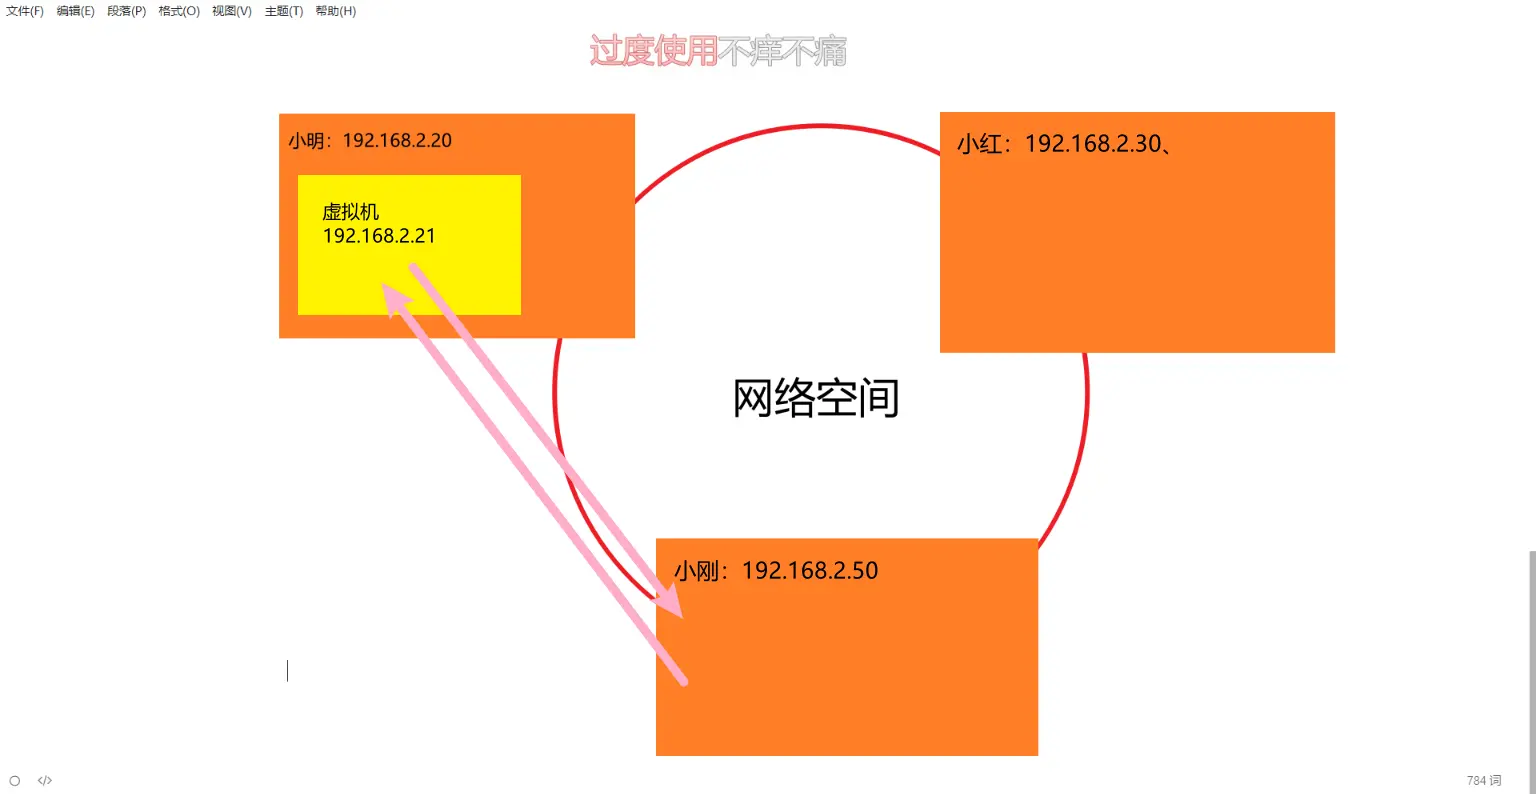 文件(F) 编辑(E) 段落(P) 格式(O) 视图(V) 主题(T) 帮助(H)
过度使用不痒不痛
小明：192.168.2.20
虚拟机
192.168.2.21
小红：192.168.2.30、
网络空间
小刚：192.168.2.50
</> 784 词